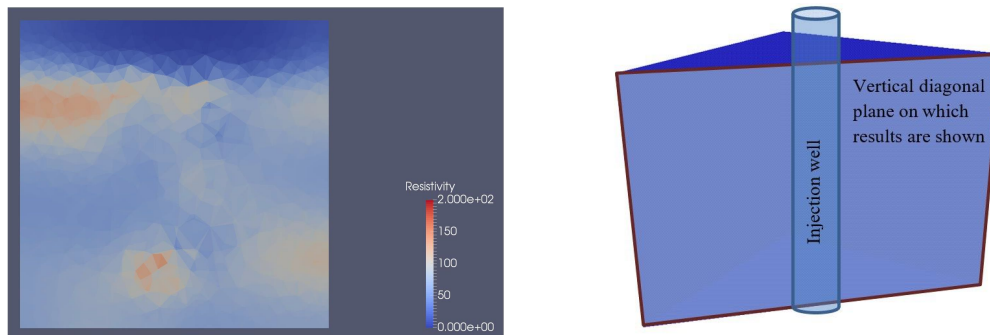 Resistivity
2.000e+02
150
100
50
0.000e+00
Injection well
Vertical diagonal
plane on which
results are shown